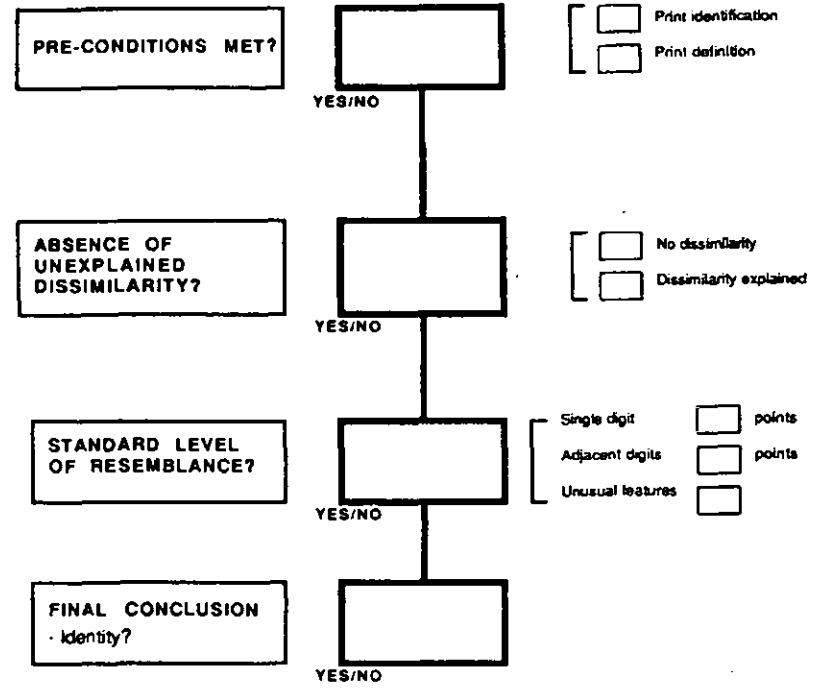 PRE-CONDITIONS MET?
YES/NO
Print identification
Print definition
ABSENCE OF
UNEXPLAINED
DISSIMILARITY?
YES/NO
No dissimilarity
Dissimilarity explained
STANDARD LEVEL
OF RESEMBLANCE?
YES/NO
Single digit points
Adjacent digits points
Unusual features
FINAL CONCLUSION
- Identity?
YES/NO